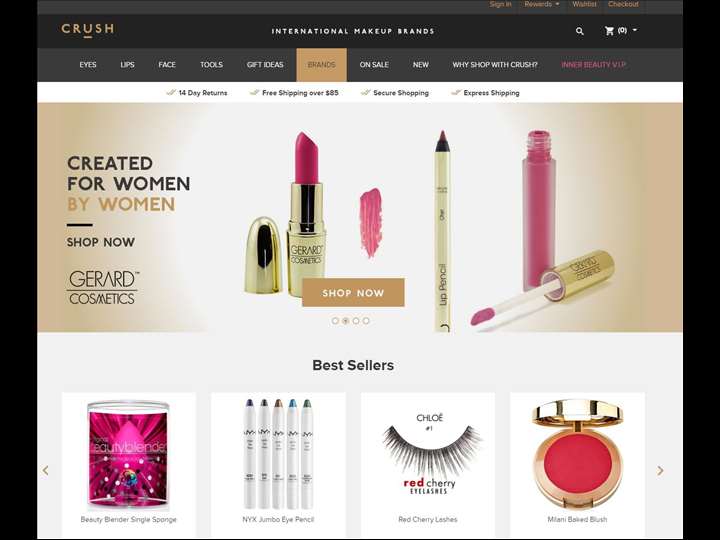 Sign in Rewards Wishlist Checkout
CRUSH
INTERNATIONAL MAKEUP BRANDS
(0)
EYES LIPS FACE TOOLS GIFT IDEAS BRANDS ON SALE NEW WHY SHOP WITH CRUSH? INNER BEAUTY V.I.P.
14 Day Returns Free Shipping over $85 Secure Shopping Express Shipping
CREATED
FOR WOMEN
BY WOMEN
SHOP NOW
GERARD™
COSMETICS
GERARD
COSMETICS
Lip Pencil
GERARD
COSMETICS
SHOP NOW
Best Sellers
beautyblender
NYX NYX NYX NYX NYX
CHLOË
#1
red cherry
EYELASHES
Beauty Blender Single Sponge
NYX Jumbo Eye Pencil
Red Cherry Lashes
Milani Baked Blush